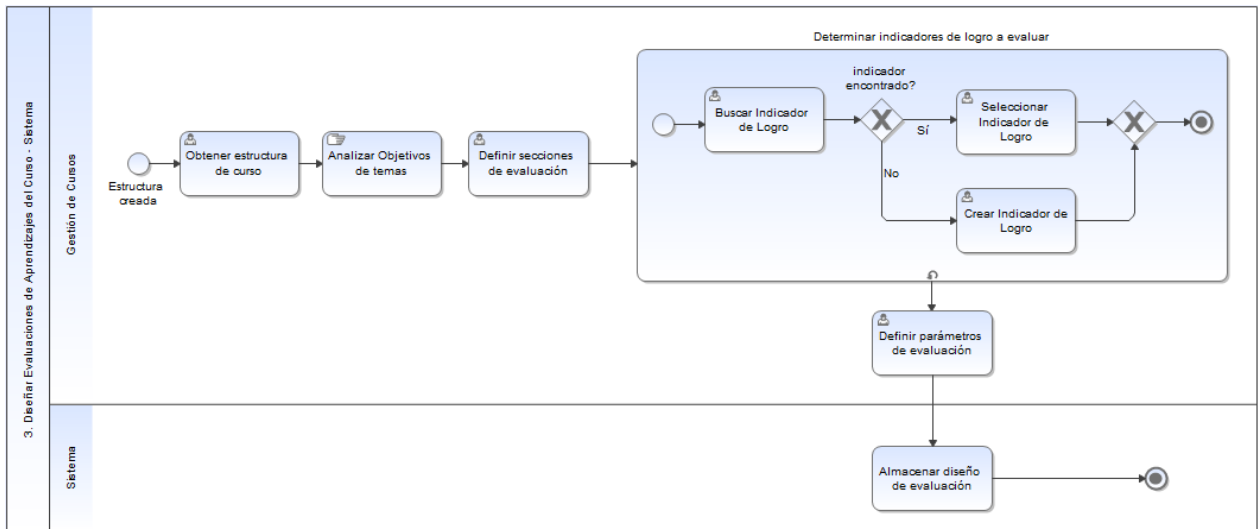 3. Diseñar Evaluaciones de Aprendizajes del Curso - Sistema
Gestión de Cursos
Estructura
creada
Obtener estructura
de curso
Analizar Objetivos
de temas
Definir secciones
de evaluación
Determinar indicadores de logro a evaluar
Buscar Indicador
de Logro
indicador
encontrado?
Sí
No
Seleccionar
Indicador de
Logro
Crear Indicador de
Logro
Definir parámetros
de evaluación
Sistema
Almacenar diseño
de evaluación